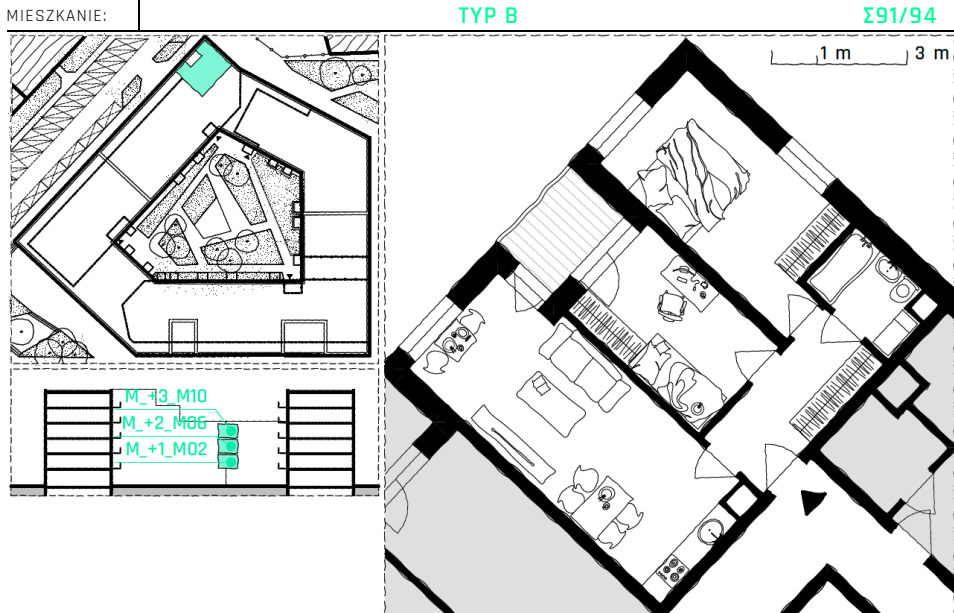 MIESZKANIE: TYP B Σ91/94
1 m 3 m
M_+3_M10
M_+2_M06
M_+1_M02